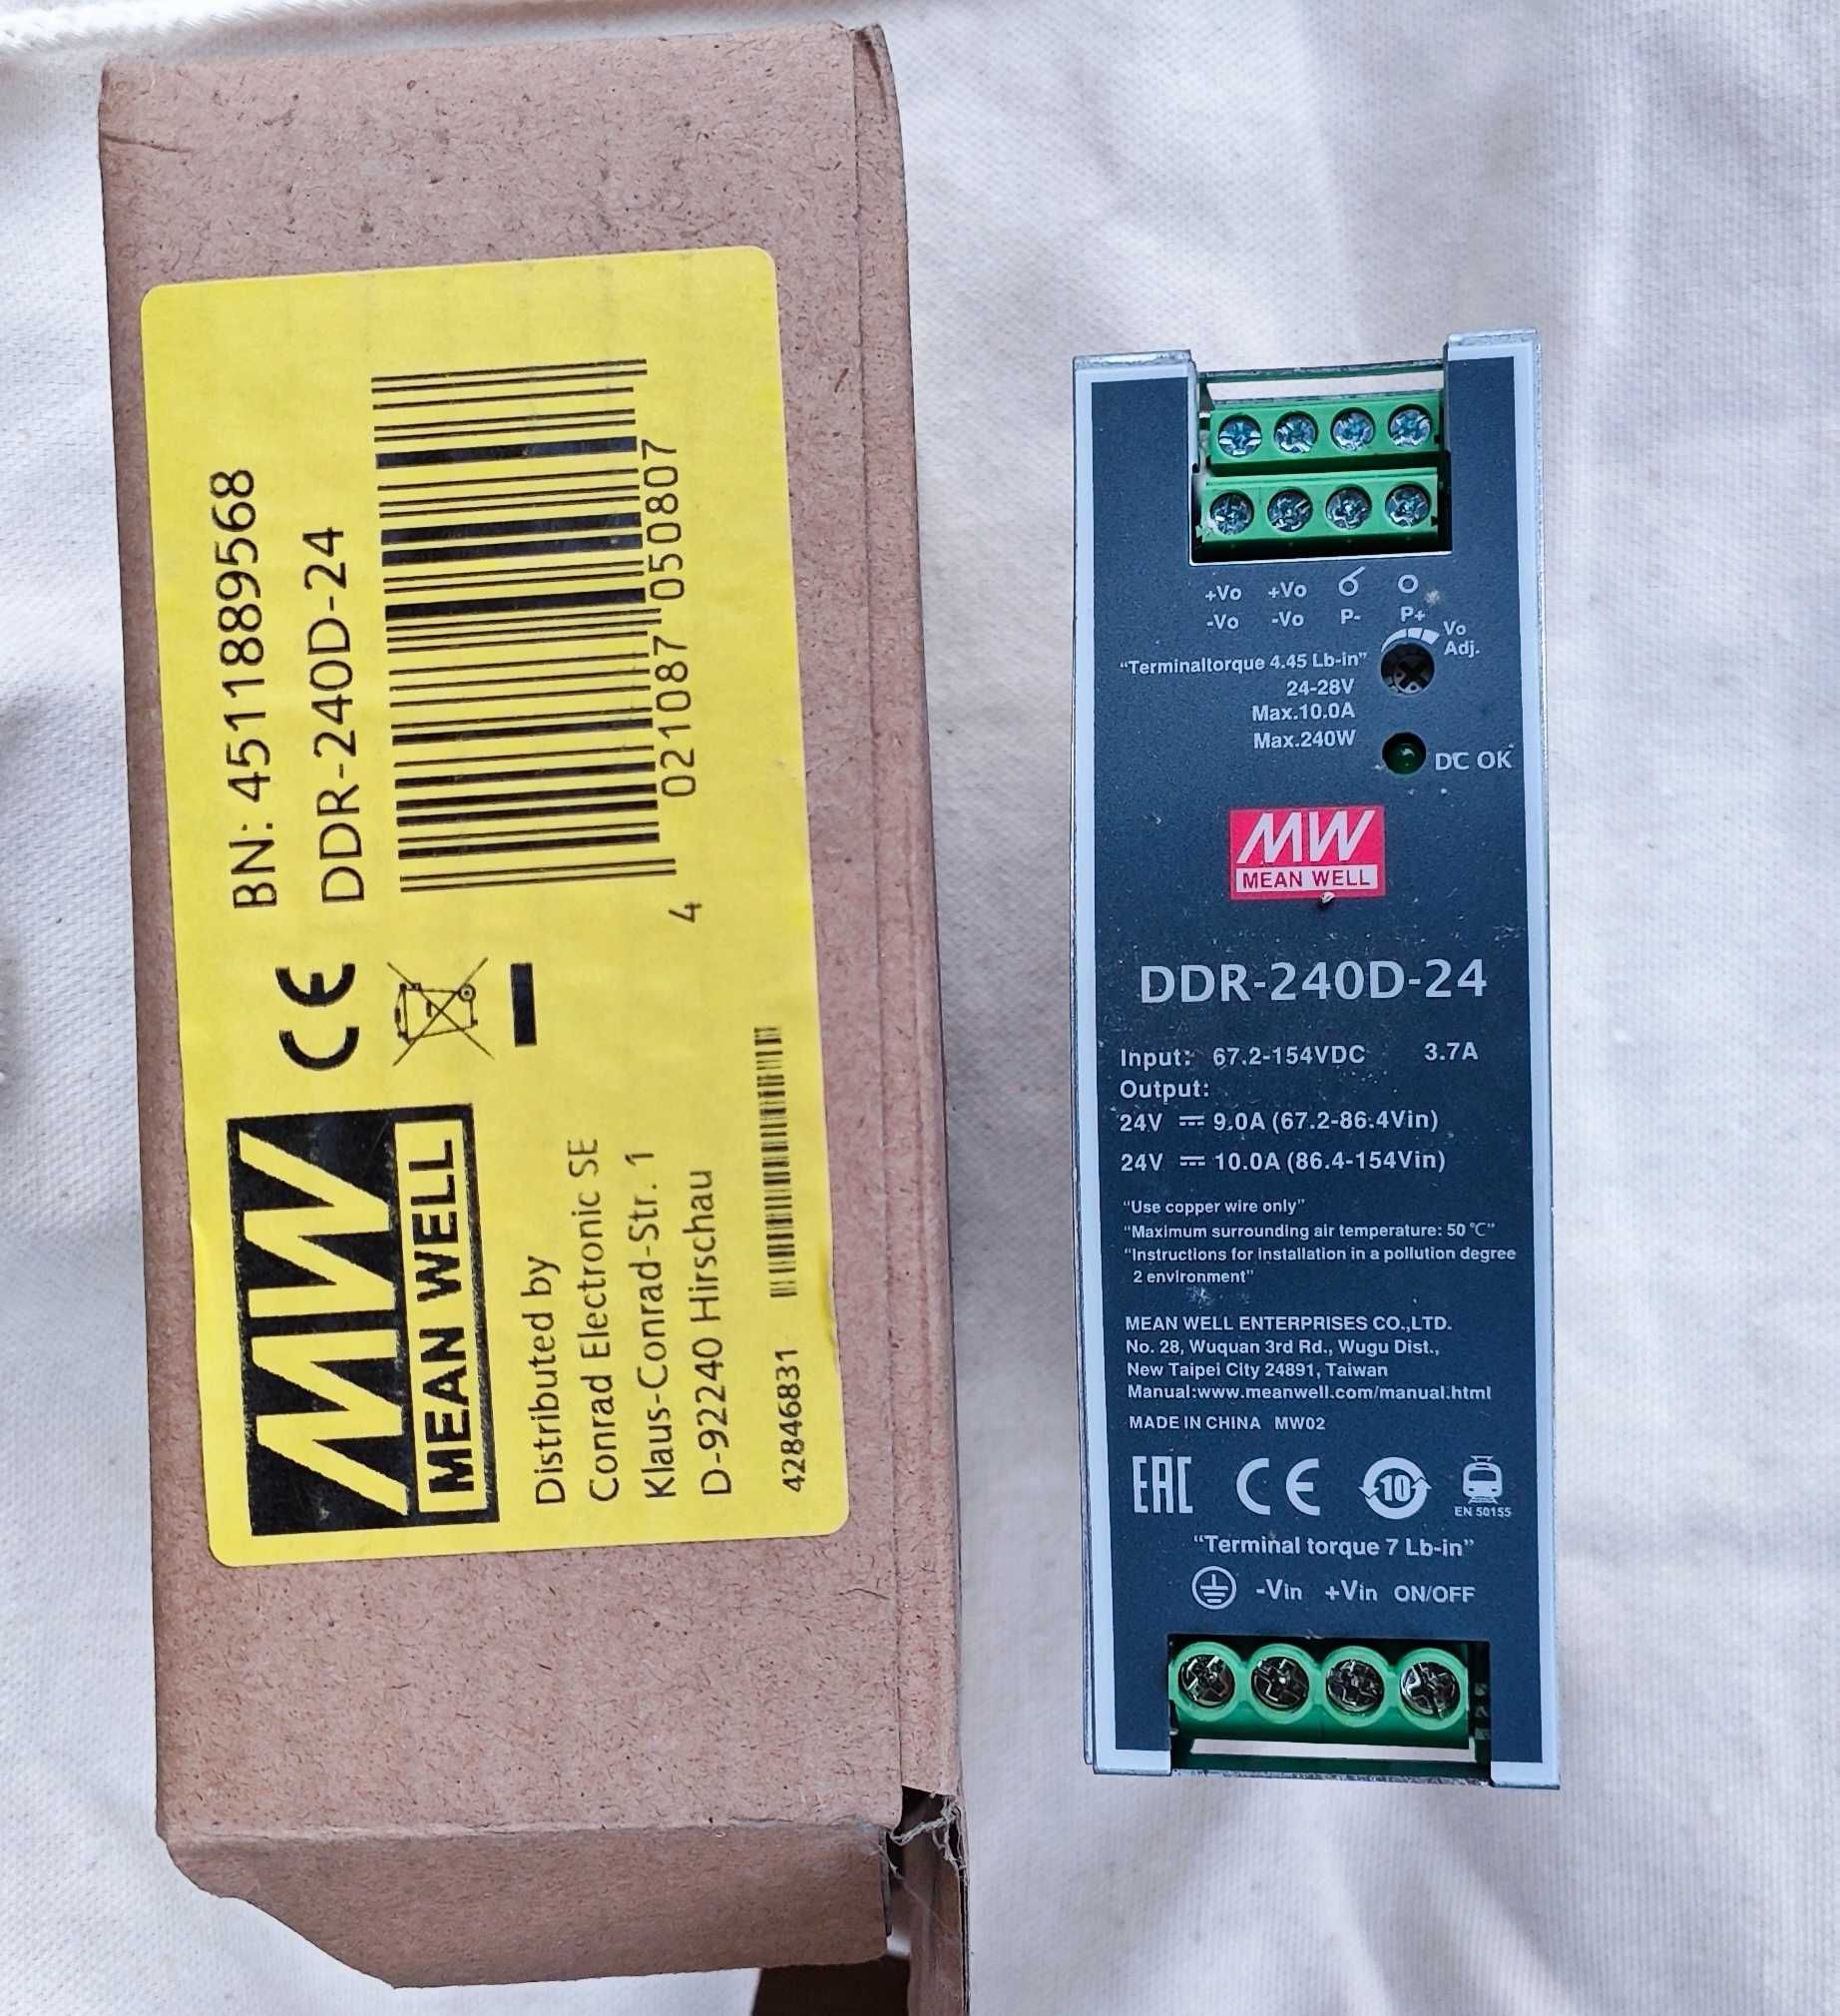 BN: 451189568
DDR-240D-24
4 021087 050807
CE
MW
MEAN WELL
Distributed by
Conrad Electronic SE
Klaus-Conrad-Str. 1
D-92240 Hirschau
42846831
+Vo +Vo
-Vo -Vo P- P+
Vo
Adj.
"Terminaltorque 4.45 Lb-in"
24-28V
Max.10.0A
Max.240W
DC OK
MW
MEAN WELL
DDR-240D-24
Input: 67.2-154VDC 3.7A
Output:
24V ⎓ 9.0A (67.2-86.4Vin)
24V ⎓ 10.0A (86.4-154Vin)
"Use copper wire only"
"Maximum surrounding air temperature: 50 ℃"
"Instructions for installation in a pollution degree
2 environment"
MEAN WELL ENTERPRISES CO.,LTD.
No. 28, Wuquan 3rd Rd., Wugu Dist.,
New Taipei City 24891, Taiwan
Manual:www.meanwell.com/manual.html
MADE IN CHINA MW02
EAC CE 10
EN 50155
"Terminal torque 7 Lb-in"
-Vin +Vin ON/OFF